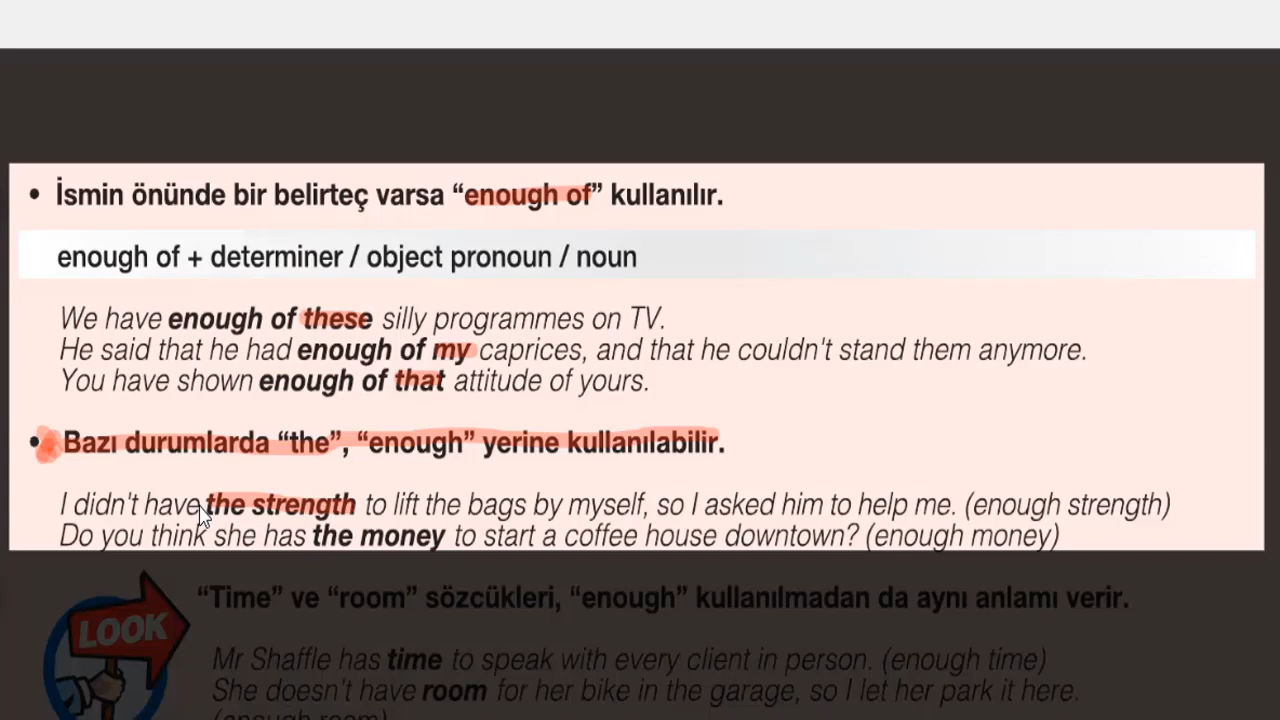 • İsmin önünde bir belirteç varsa “enough of” kullanılır.
enough of + determiner / object pronoun / noun
We have enough of these silly programmes on TV.
He said that he had enough of my caprices, and that he couldn't stand them anymore.
You have shown enough of that attitude of yours.
• Bazı durumlarda “the”, “enough” yerine kullanılabilir.
I didn't have the strength to lift the bags by myself, so I asked him to help me. (enough strength)
Do you think she has the money to start a coffee house downtown? (enough money)
LOOK
“Time” ve “room” sözcükleri, “enough” kullanılmadan da aynı anlamı verir.
Mr Shaffle has time to speak with every client in person. (enough time)
She doesn't have room for her bike in the garage, so I let her park it here.
(enough room)